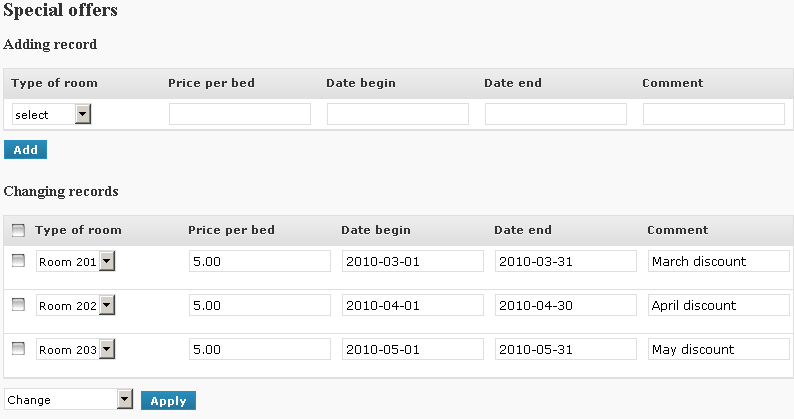 Special offers
Adding record
Type of room Price per bed Date begin Date end Comment
select
Add
Changing records
Type of room Price per bed Date begin Date end Comment
Room 201 5.00 2010-03-01 2010-03-31 March discount
Room 202 5.00 2010-04-01 2010-04-30 April discount
Room 203 5.00 2010-05-01 2010-05-31 May discount
Change Apply